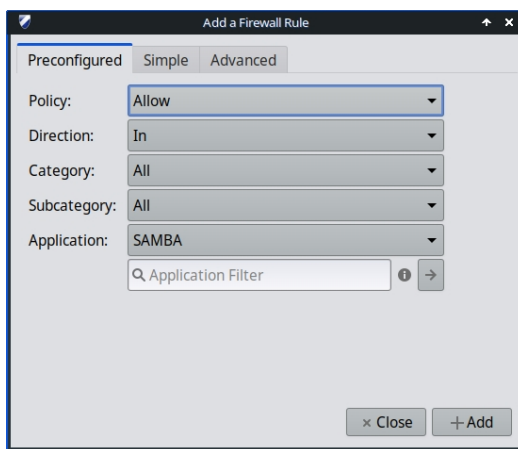 Add a Firewall Rule
Preconfigured Simple Advanced
Policy: Allow
Direction: In
Category: All
Subcategory: All
Application: SAMBA
Application Filter
Close Add